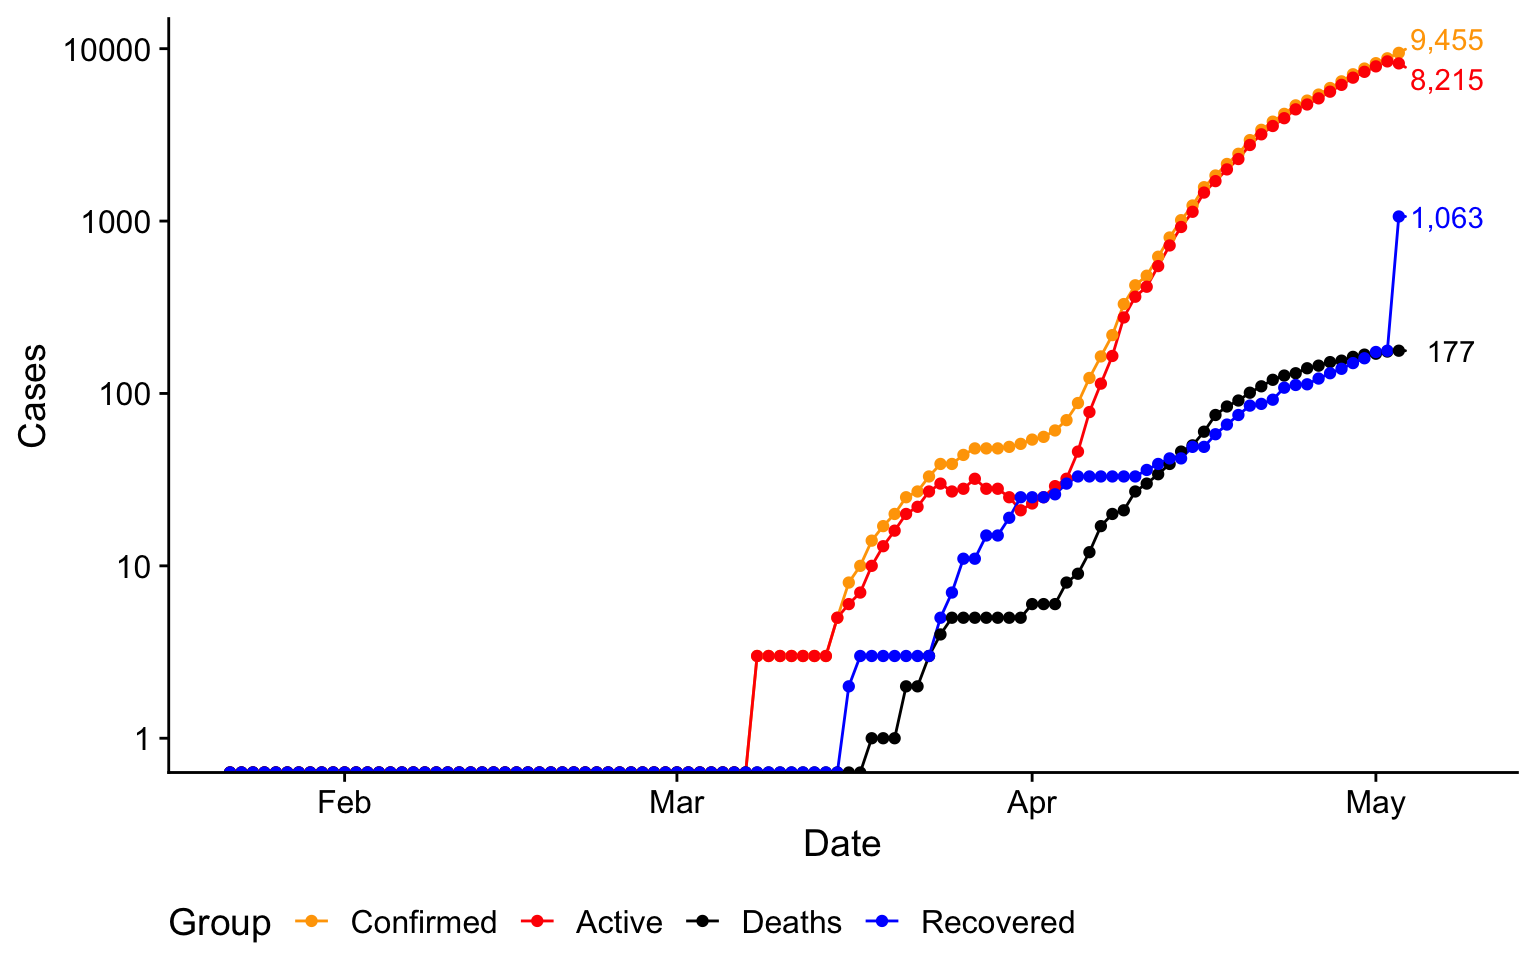 10000
1000
100
10
1
Cases
9,455
8,215
1,063
177
Feb Mar Apr May
Date
Group Confirmed Active Deaths Recovered